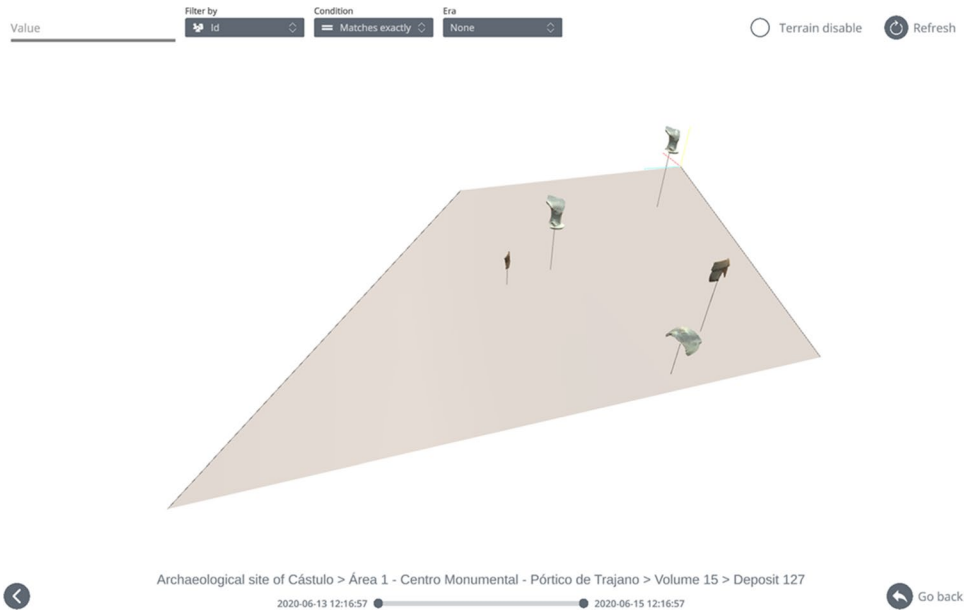 Filter by Condition Era
Value Id Matches exactly None Terrain disable Refresh
Archaeological site of Cástulo > Área 1 - Centro Monumental - Pórtico de Trajano > Volume 15 > Deposit 127
2020-06-13 12:16:57 2020-06-15 12:16:57 Go back